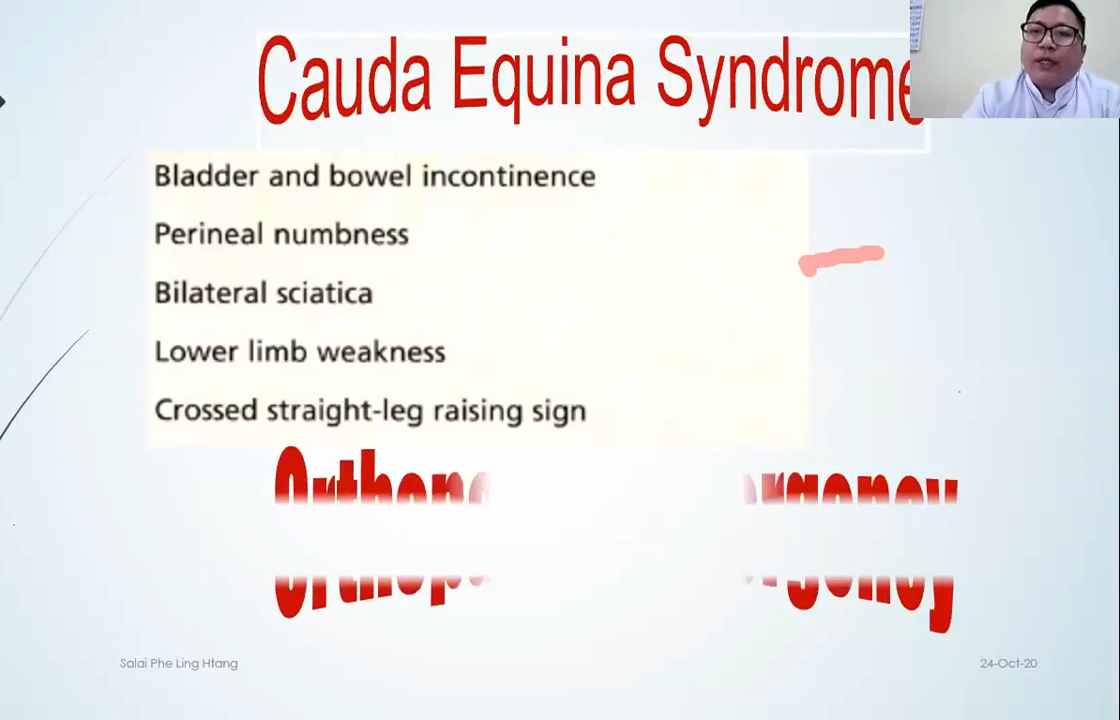 Cauda Equina Syndrome
Bladder and bowel incontinence
Perineal numbness
Bilateral sciatica
Lower limb weakness
Crossed straight-leg raising sign
Salai Phe Ling Htang
24-Oct-20